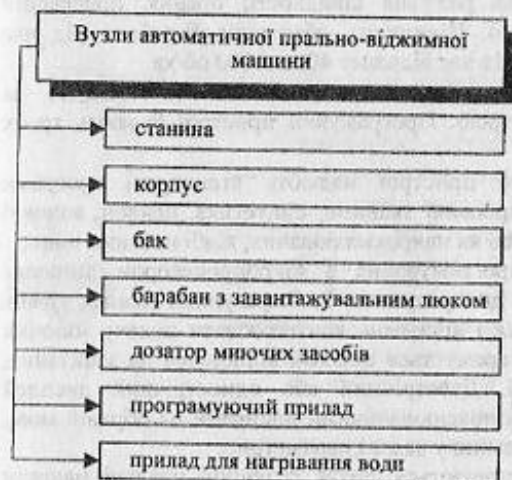 Вузли автоматичної прально-віджимної
машини
станина
корпус
бак
барабан з завантажувальним люком
дозатор миючих засобів
програмуючий прилад
прилад для нагрівання води